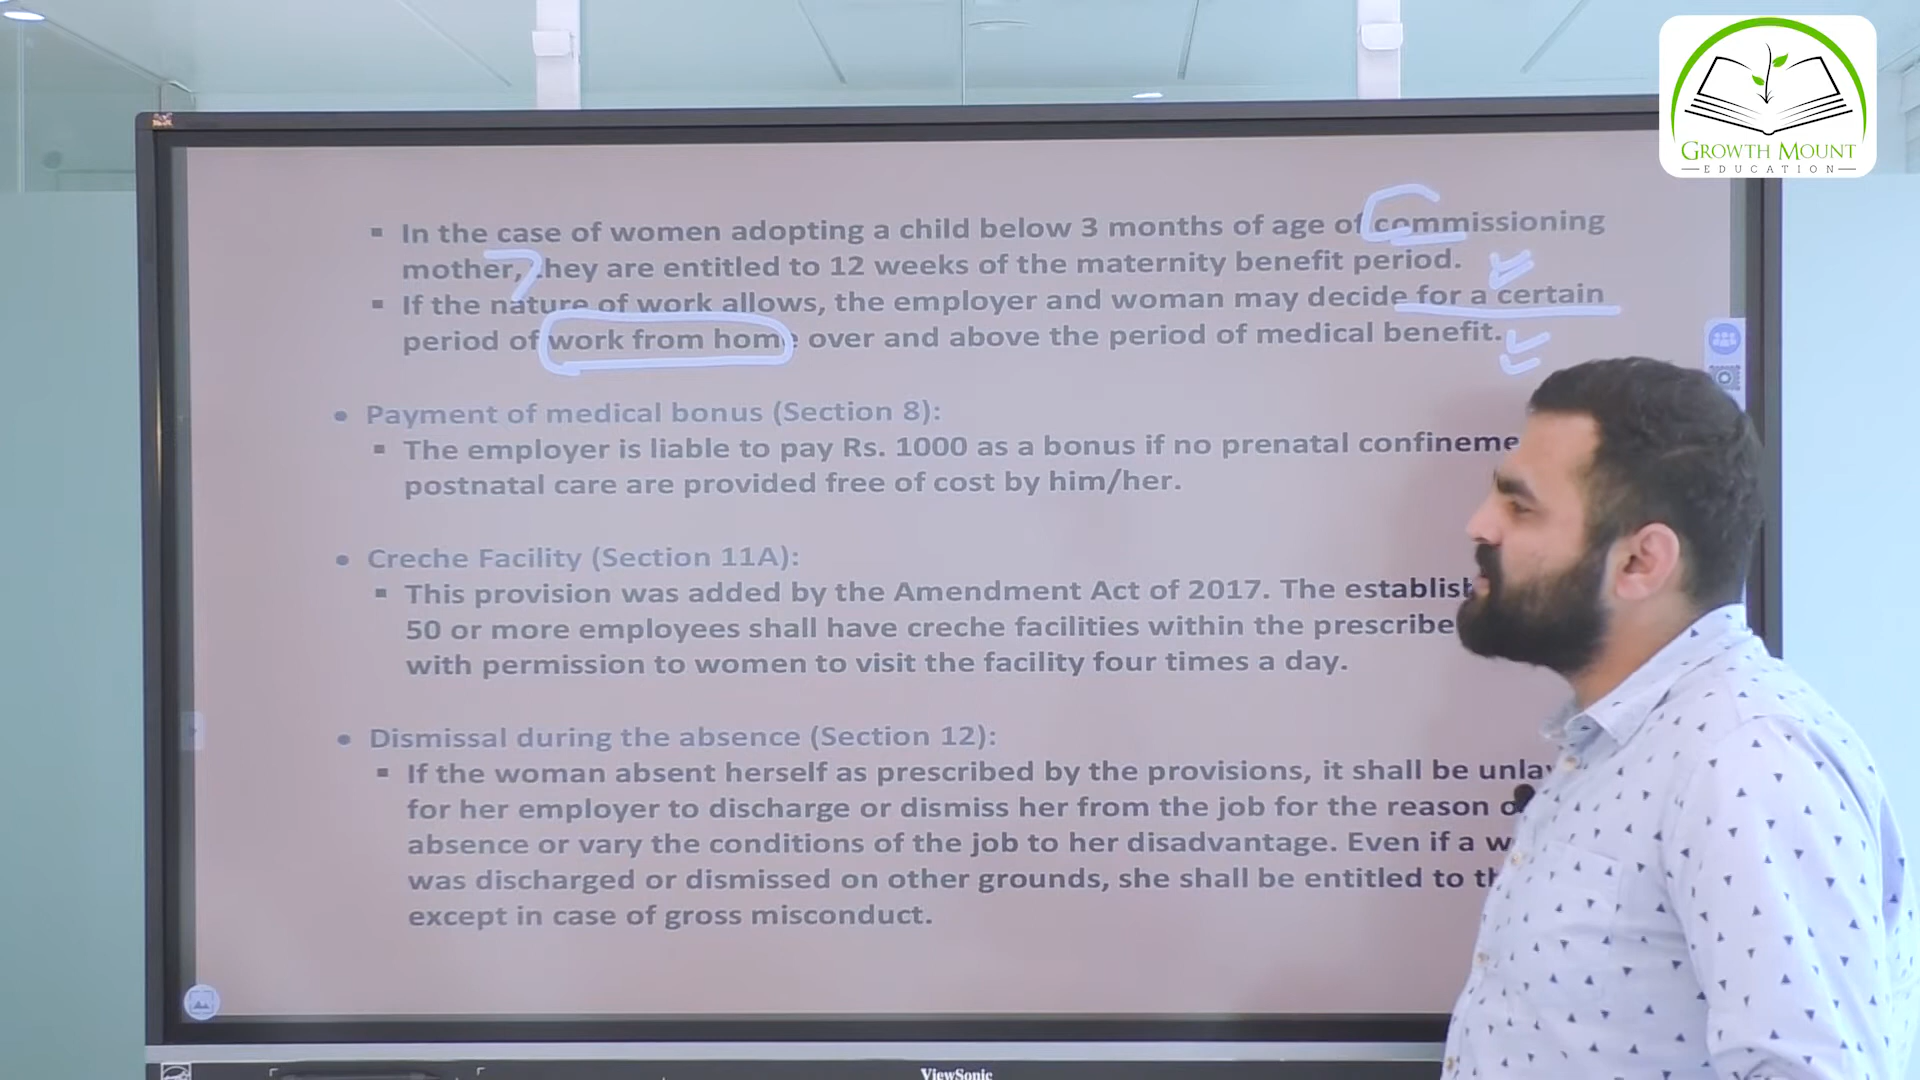 GROWTH MOUNT
EDUCATION
In the case of women adopting a child below 3 months of age of commissioning
mother, they are entitled to 12 weeks of the maternity benefit period.
If the nature of work allows, the employer and woman may decide for a certain
period of work from home over and above the period of medical benefit.
Payment of medical bonus (Section 8):
The employer is liable to pay Rs. 1000 as a bonus if no prenatal confineme
postnatal care are provided free of cost by him/her.
Creche Facility (Section 11A):
This provision was added by the Amendment Act of 2017. The establis
50 or more employees shall have creche facilities within the prescribe
with permission to women to visit the facility four times a day.
Dismissal during the absence (Section 12):
If the woman absent herself as prescribed by the provisions, it shall be unla
for her employer to discharge or dismiss her from the job for the reason
absence or vary the conditions of the job to her disadvantage. Even if a
was discharged or dismissed on other grounds, she shall be entitled to
except in case of gross misconduct.
ViewSonic